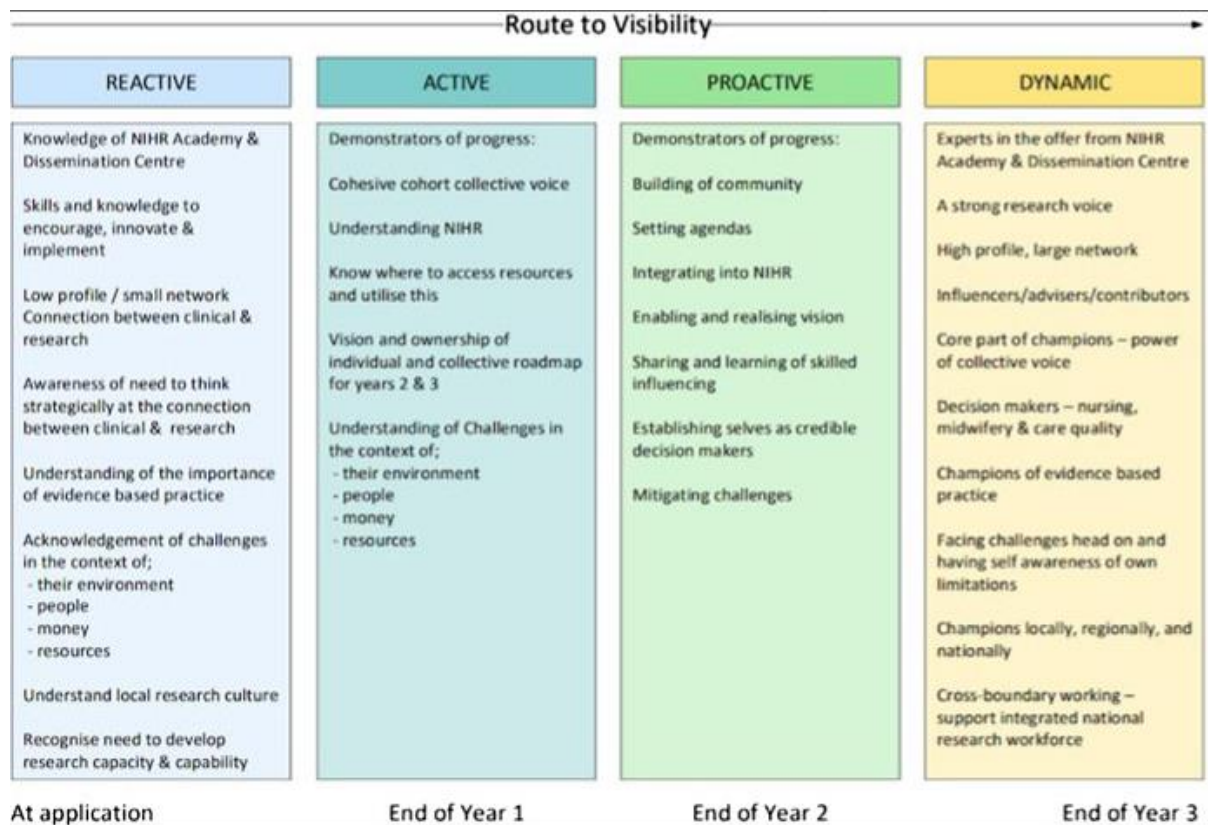 Route to Visibility
REACTIVE
Knowledge of NIHR Academy &
Dissemination Centre
Skills and knowledge to
encourage, innovate &
implement
Low profile / small network
Connection between clinical &
research
Awareness of need to think
strategically at the connection
between clinical & research
Understanding of the importance
of evidence based practice
Acknowledgement of challenges
in the context of;
- their environment
- people
- money
- resources
Understand local research culture
Recognise need to develop
research capacity & capability
At application
ACTIVE
Demonstrators of progress:
Cohesive cohort collective voice
Understanding NIHR
Know where to access resources
and utilise this
Vision and ownership of
individual and collective roadmap
for years 2 & 3
Understanding of Challenges in
the context of;
- their environment
- people
- money
- resources
End of Year 1
PROACTIVE
Demonstrators of progress:
Building of community
Setting agendas
Integrating into NIHR
Enabling and realising vision
Sharing and learning of skilled
influencing
Establishing selves as credible
decision makers
Mitigating challenges
End of Year 2
DYNAMIC
Experts in the offer from NIHR
Academy & Dissemination Centre
A strong research voice
High profile, large network
Influencers/advisers/contributors
Core part of champions – power
of collective voice
Decision makers – nursing,
midwifery & care quality
Champions of evidence based
practice
Facing challenges head on and
having self awareness of own
limitations
Champions locally, regionally, and
nationally
Cross-boundary working –
support integrated national
research workforce
End of Year 3